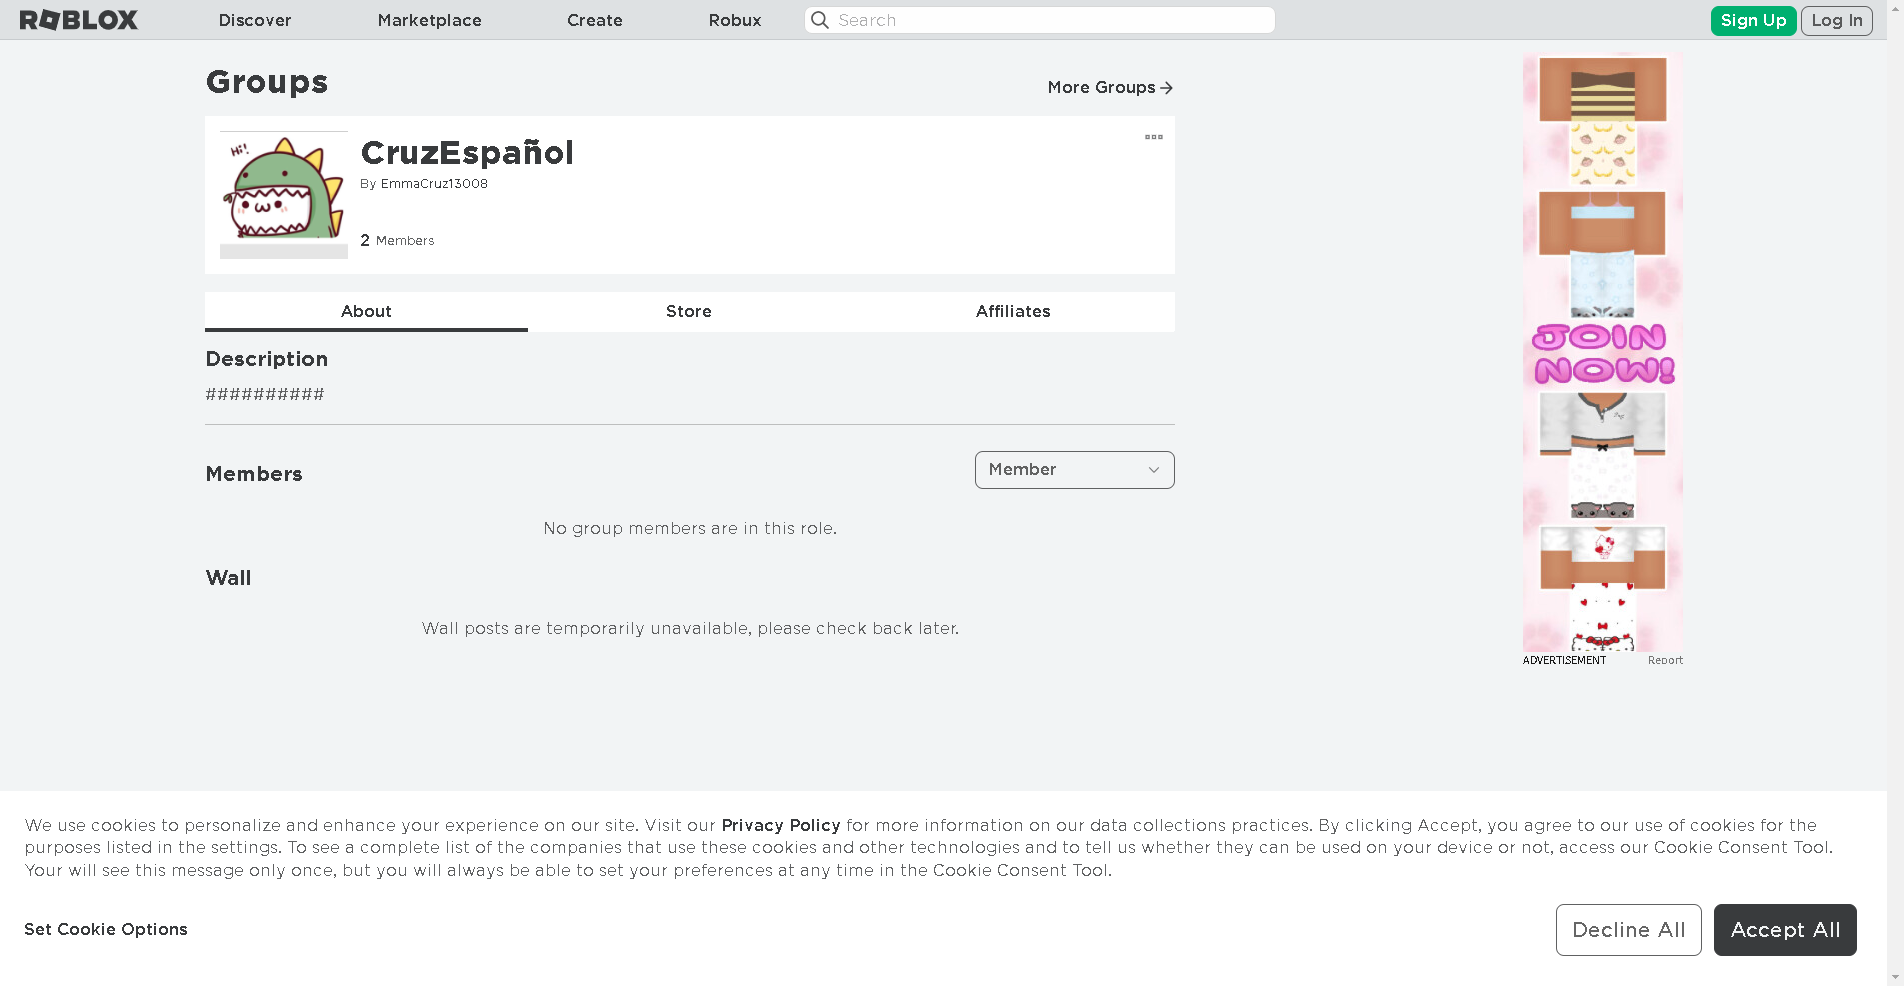 ROBLOX
Discover
Marketplace
Create
Robux
Search
Sign Up
Log In
Groups
More Groups
Hi!
CruzEspañol
By EmmaCruz13008
2 Members
About
Store
Affiliates
Description
##########
Members
Member
No group members are in this role.
Wall
Wall posts are temporarily unavailable, please check back later.
JOIN
NOW!
ADVERTISEMENT
Report
We use cookies to personalize and enhance your experience on our site. Visit our Privacy Policy for more information on our data collections practices. By clicking Accept, you agree to our use of cookies for the
purposes listed in the settings. To see a complete list of the companies that use these cookies and other technologies and to tell us whether they can be used on your device or not, access our Cookie Consent Tool.
Your will see this message only once, but you will always be able to set your preferences at any time in the Cookie Consent Tool.
Set Cookie Options
Decline All
Accept All